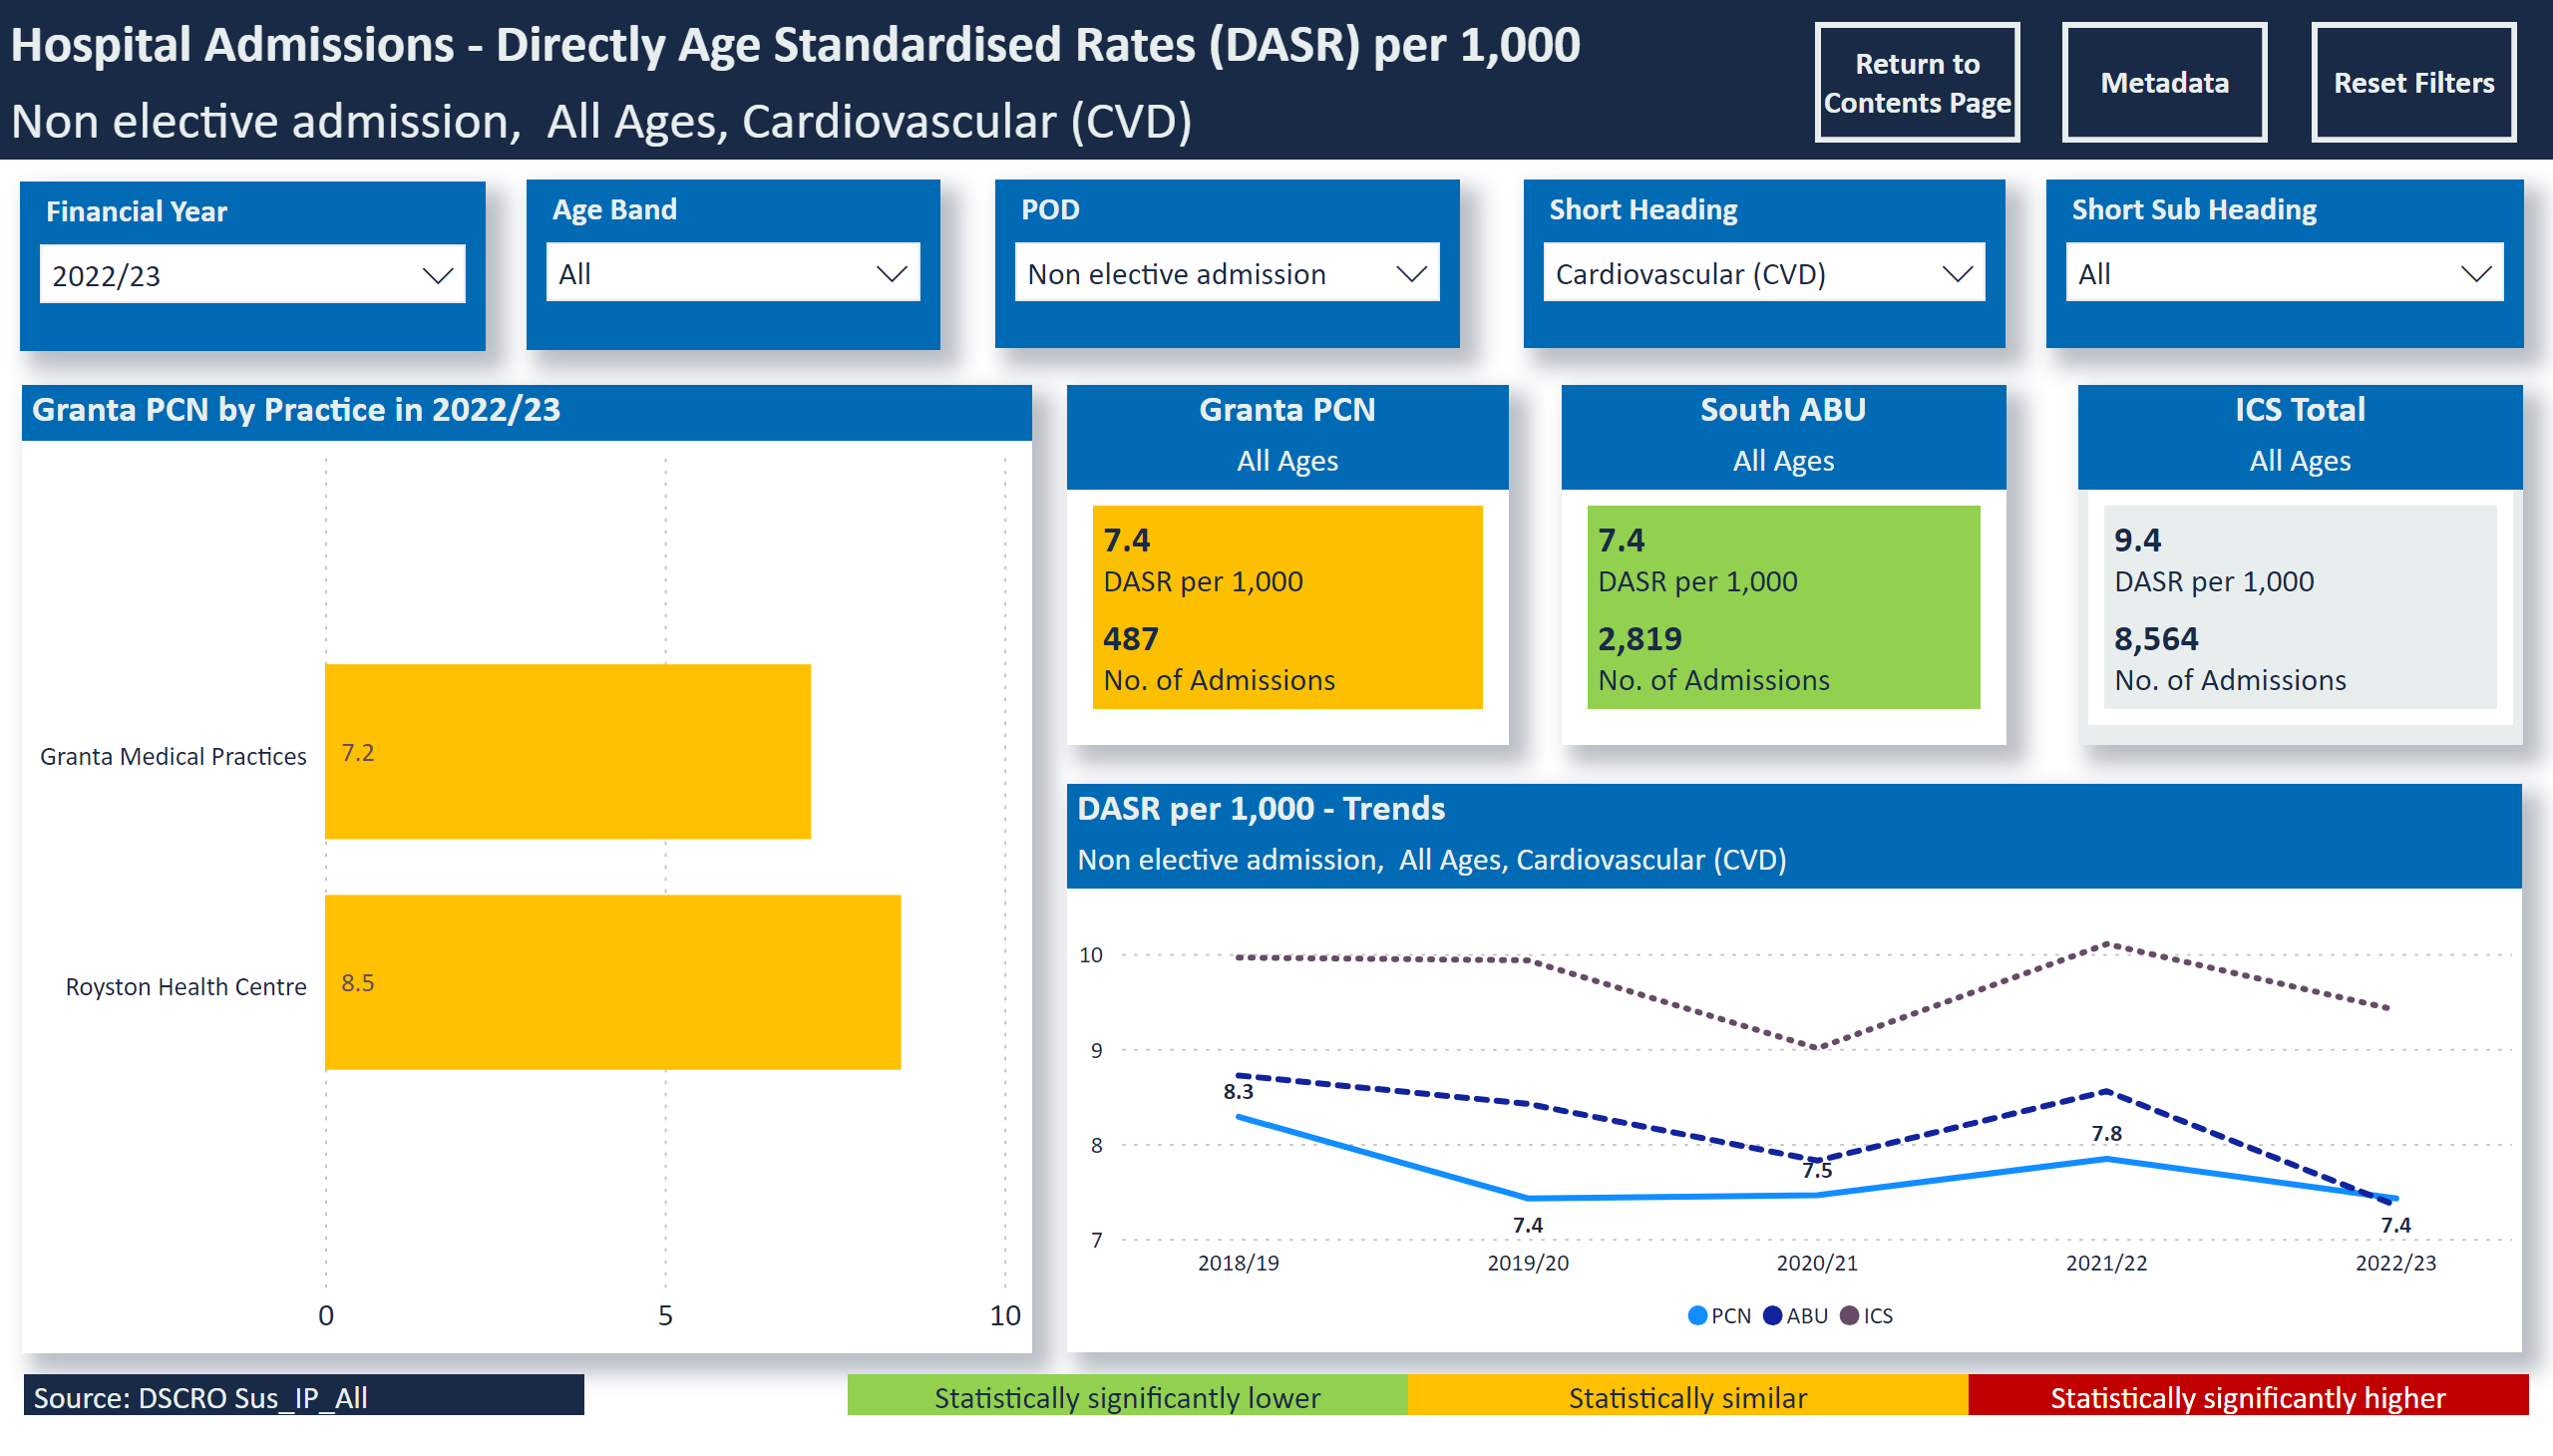 Hospital Admissions - Directly Age Standardised Rates (DASR) per 1,000
Non elective admission,  All Ages, Cardiovascular (CVD)
Return to
Contents Page
Metadata
Reset Filters
Financial Year
2022/23
Age Band
All
POD
Non elective admission
Short Heading
Cardiovascular (CVD)
Short Sub Heading
All
Granta PCN by Practice in 2022/23
Granta Medical Practices
7.2
Royston Health Centre
8.5
0
5
10
Granta PCN
All Ages
7.4
DASR per 1,000
487
No. of Admissions
South ABU
All Ages
7.4
DASR per 1,000
2,819
No. of Admissions
ICS Total
All Ages
9.4
DASR per 1,000
8,564
No. of Admissions
DASR per 1,000 - Trends
Non elective admission,  All Ages, Cardiovascular (CVD)
10
9
8
7
8.3
7.4
7.5
7.8
7.4
2018/19
2019/20
2020/21
2021/22
2022/23
PCN
ABU
ICS
Source: DSCRO Sus_IP_All
Statistically significantly lower
Statistically similar
Statistically significantly higher